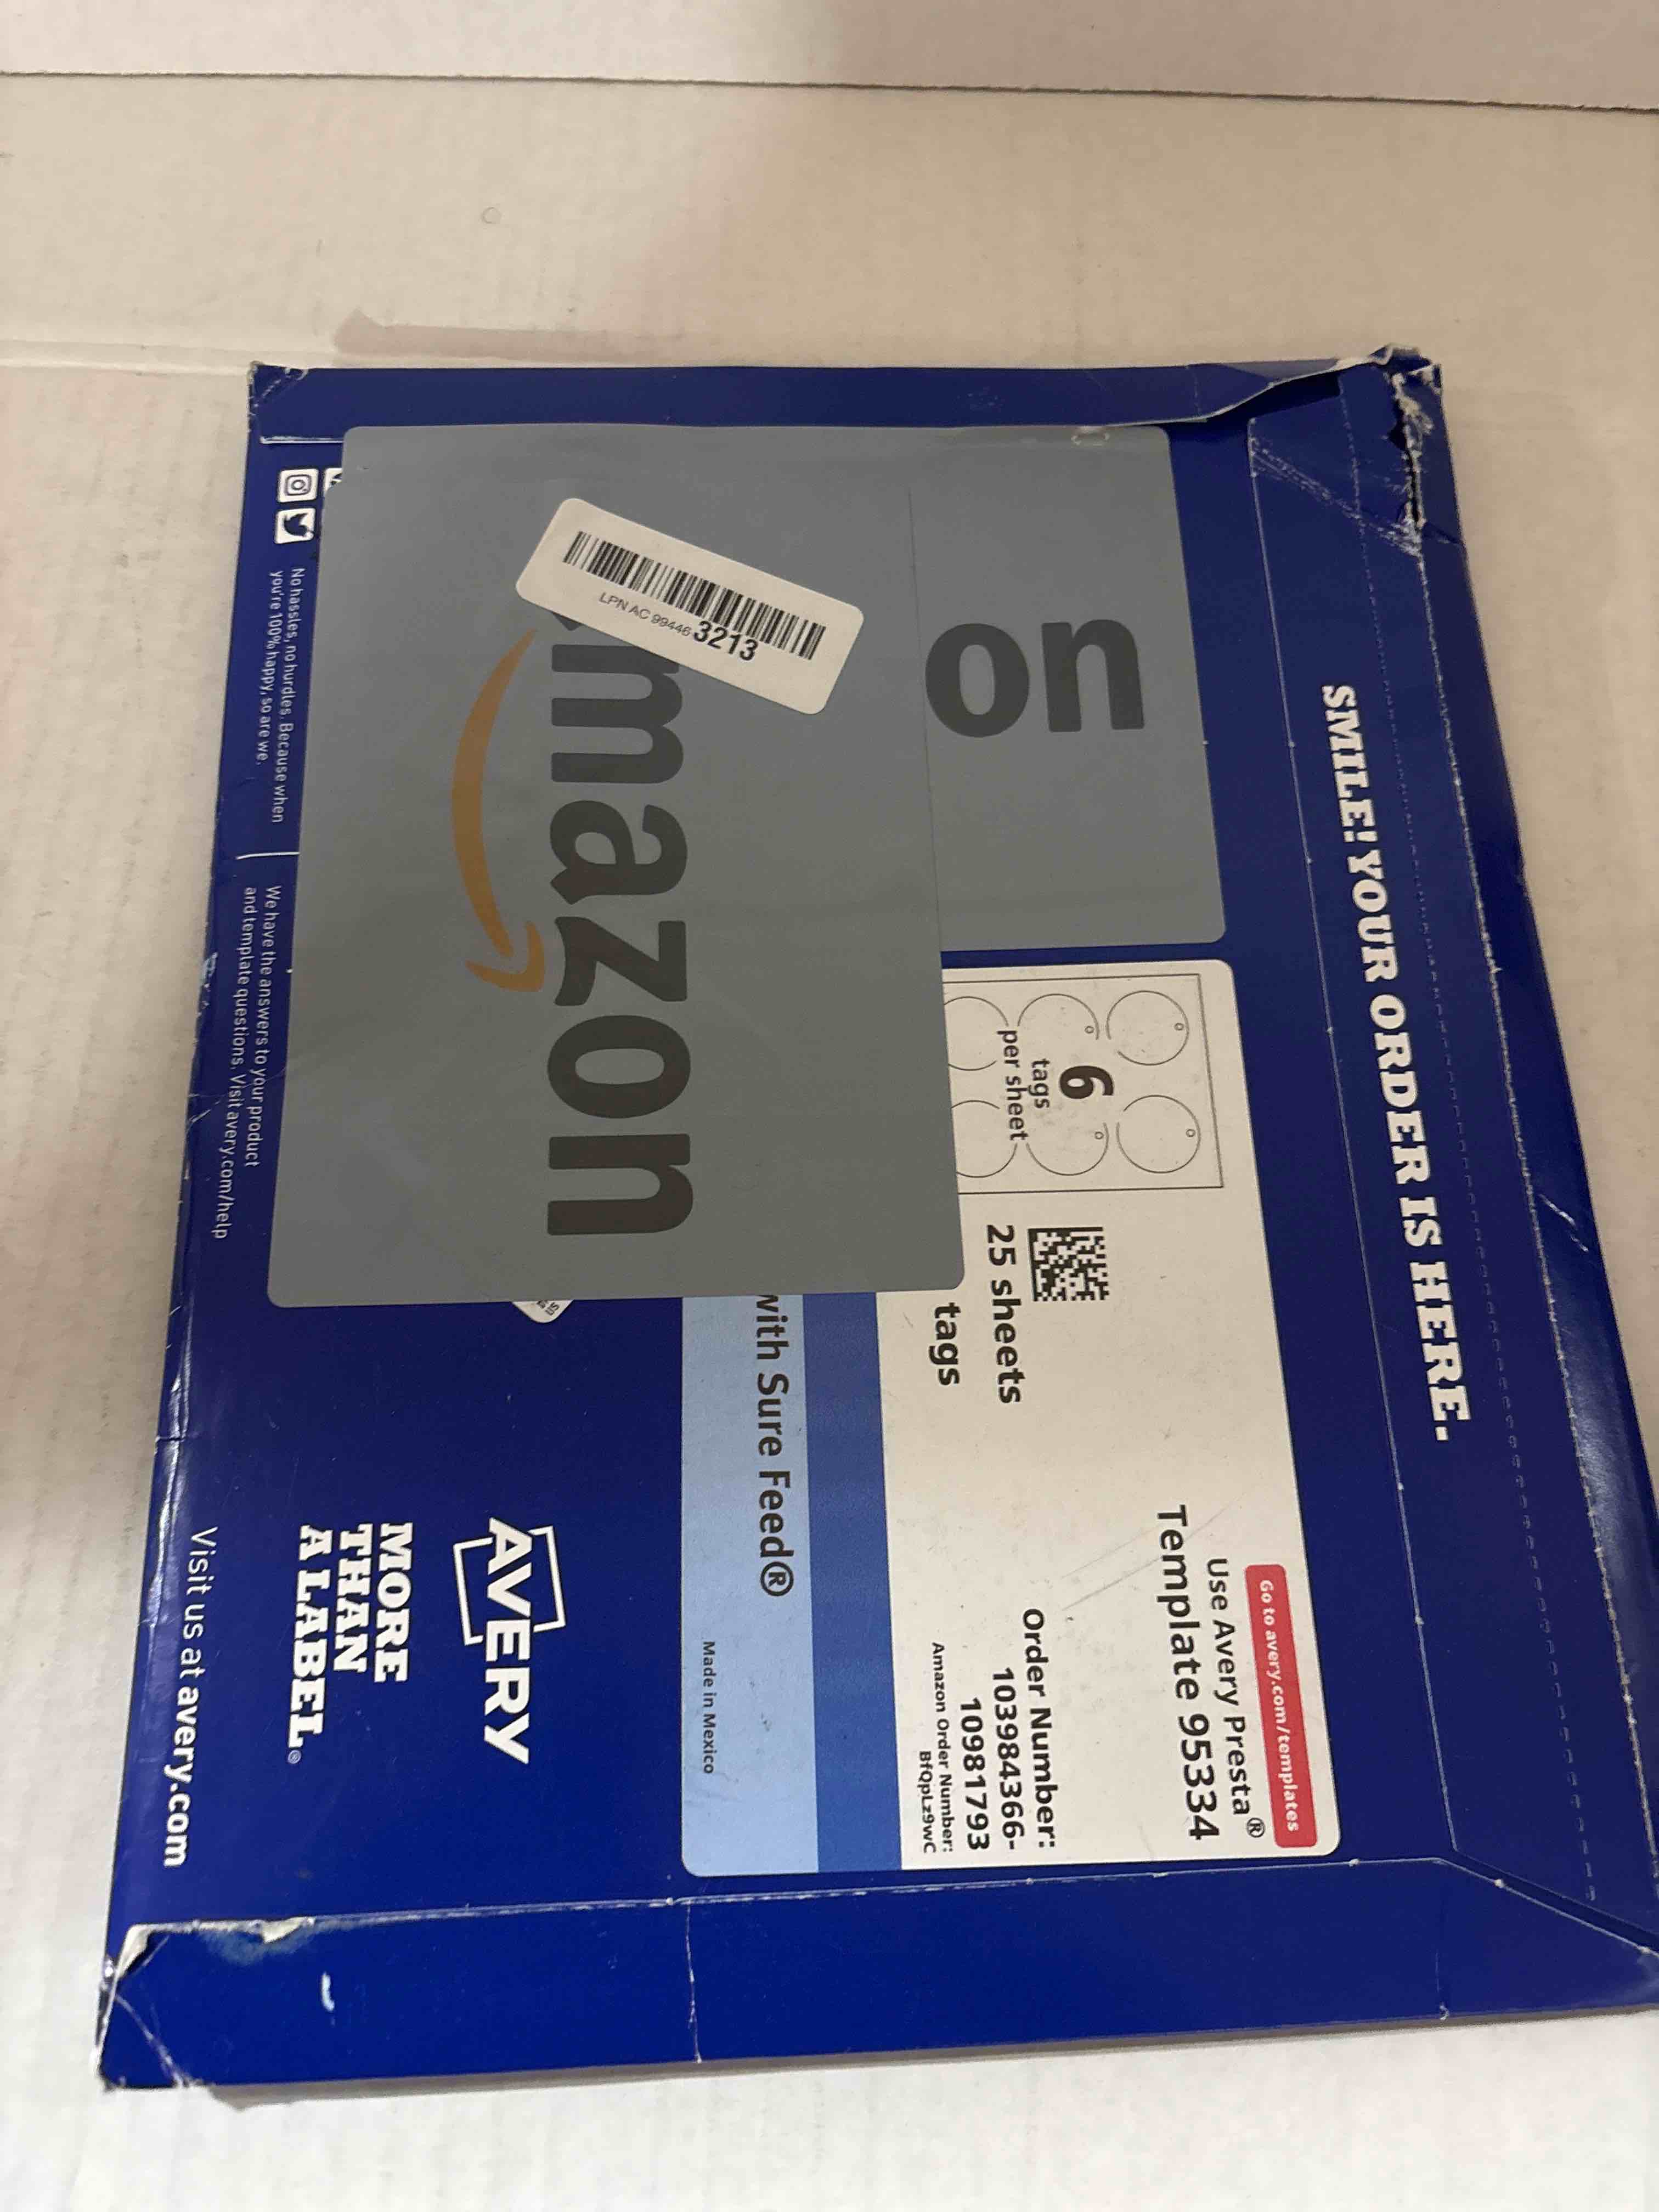 SMILE! YOUR ORDER IS HERE.
Go to avery.com/templates
Use Avery Presta®
Template 95334
6
tags
per sheet
25 sheets
tags
Order Number:
103984366-
10981793
Amazon Order Number:
BfQpLz9wC
with Sure Feed®
Made in Mexico
on
amazon
LPN AC 99446 3213
AVERY
MORE
THAN
A LABEL®
No hassles, no hurdles. Because when
you're 100% happy, so are we.
We have the answers to your product
and template questions. Visit avery.com/help
Visit us at avery.com